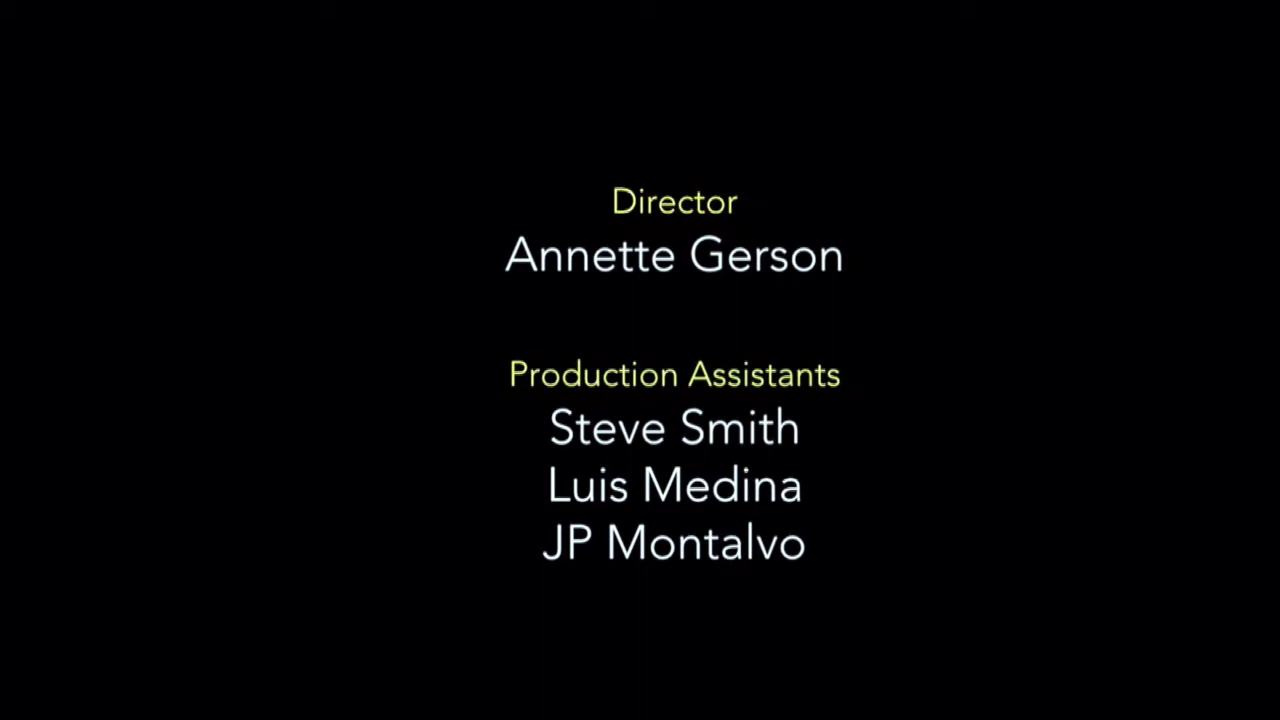 Director
Annette Gerson
Production Assistants
Steve Smith
Luis Medina
JP Montalvo